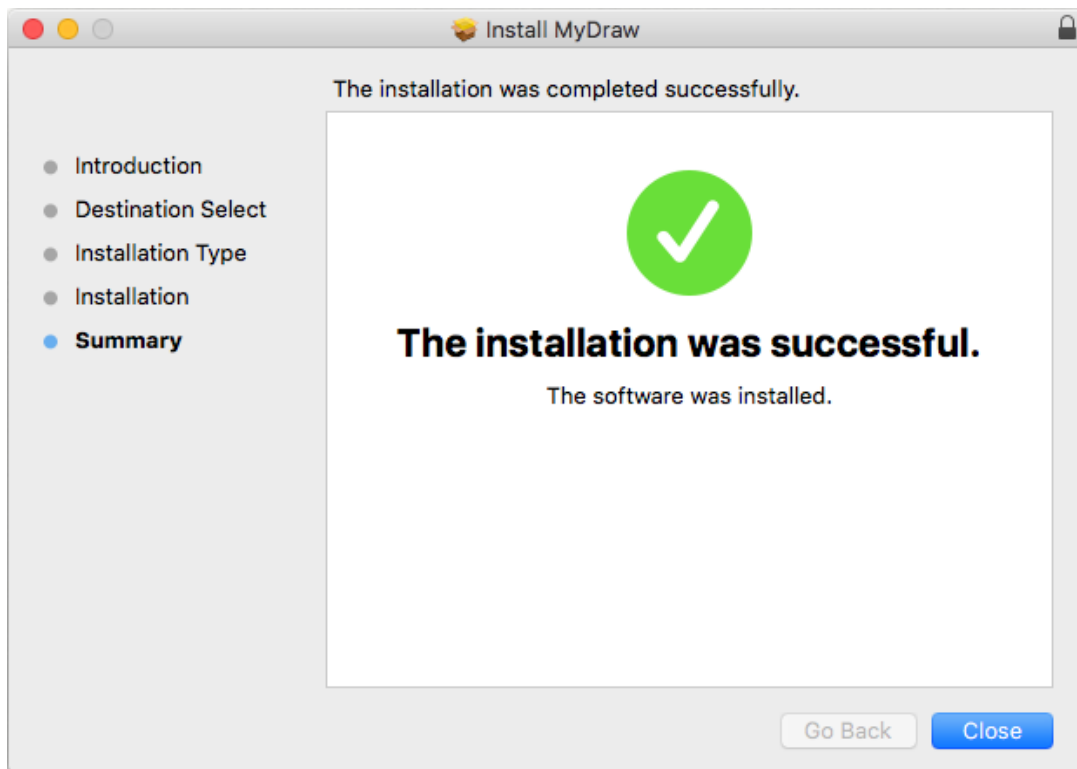 Install MyDraw
The installation was completed successfully.
Introduction
Destination Select
Installation Type
Installation
Summary
The installation was successful.
The software was installed.
Go Back
Close